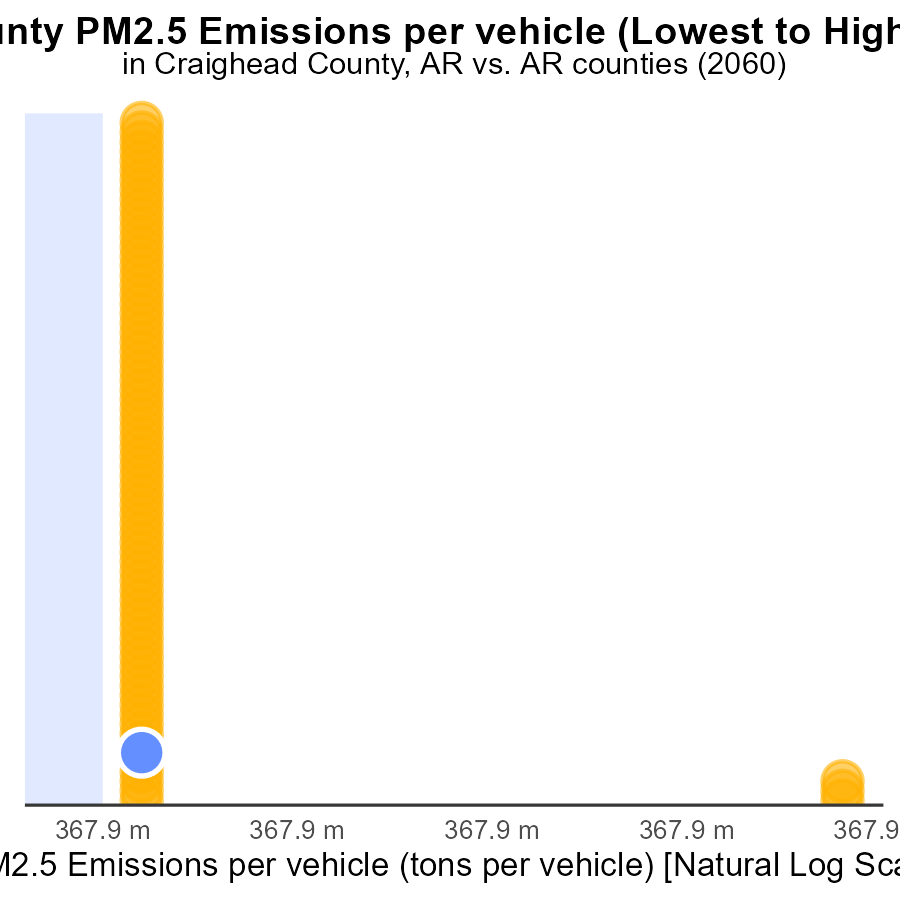 unty PM2.5 Emissions per vehicle (Lowest to High
in Craighead County, AR vs. AR counties (2060)
367.9 m 367.9 m 367.9 m 367.9 m 367.9
M2.5 Emissions per vehicle (tons per vehicle) [Natural Log Sca